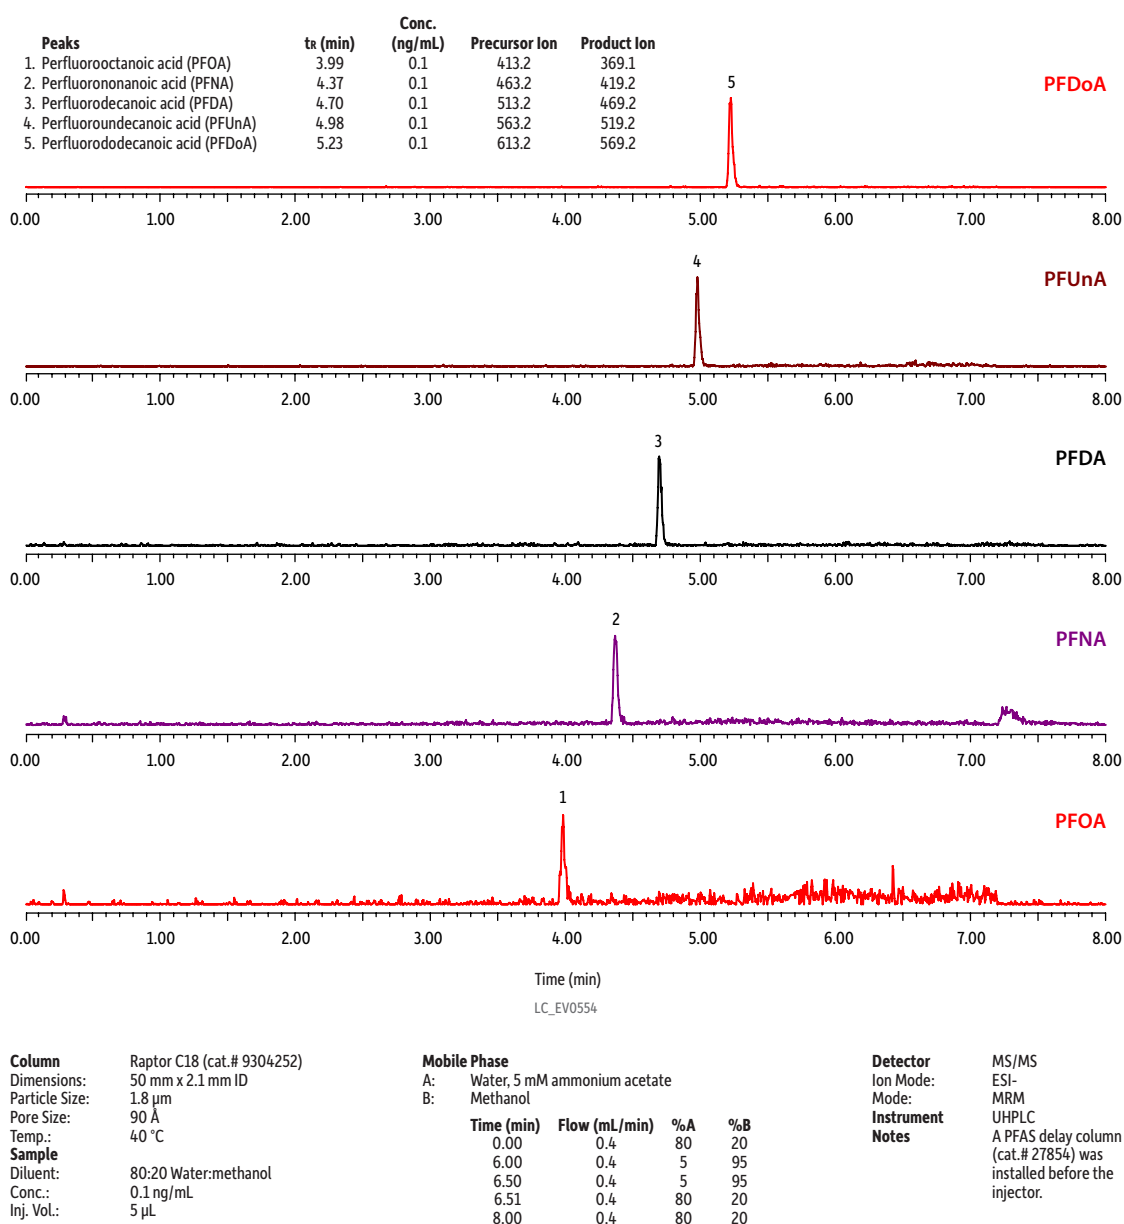 Peaks tR (min) Conc. (ng/mL) Precursor Ion Product Ion
1. Perfluorooctanoic acid (PFOA) 3.99 0.1 413.2 369.1
2. Perfluorononanoic acid (PFNA) 4.37 0.1 463.2 419.2
3. Perfluorodecanoic acid (PFDA) 4.70 0.1 513.2 469.2
4. Perfluoroundecanoic acid (PFUnA) 4.98 0.1 563.2 519.2
5. Perfluorododecanoic acid (PFDoA) 5.23 0.1 613.2 569.2
5
PFDoA
0.00 1.00 2.00 3.00 4.00 5.00 6.00 7.00 8.00
4
PFUnA
0.00 1.00 2.00 3.00 4.00 5.00 6.00 7.00 8.00
3
PFDA
0.00 1.00 2.00 3.00 4.00 5.00 6.00 7.00 8.00
2
PFNA
0.00 1.00 2.00 3.00 4.00 5.00 6.00 7.00 8.00
1
PFOA
0.00 1.00 2.00 3.00 4.00 5.00 6.00 7.00 8.00
Time (min)
LC_EV0554
Column Raptor C18 (cat.# 9304252)
Dimensions: 50 mm x 2.1 mm ID
Particle Size: 1.8 µm
Pore Size: 90 Å
Temp.: 40 °C
Sample
Diluent: 80:20 Water:methanol
Conc.: 0.1 ng/mL
Inj. Vol.: 5 µL
Mobile Phase
A: Water, 5 mM ammonium acetate
B: Methanol
Time (min) Flow (mL/min) %A %B
0.00 0.4 80 20
6.00 0.4 5 95
6.50 0.4 5 95
6.51 0.4 80 20
8.00 0.4 80 20
Detector MS/MS
Ion Mode: ESI-
Mode: MRM
Instrument UHPLC
Notes A PFAS delay column
(cat.# 27854) was
installed before the
injector.